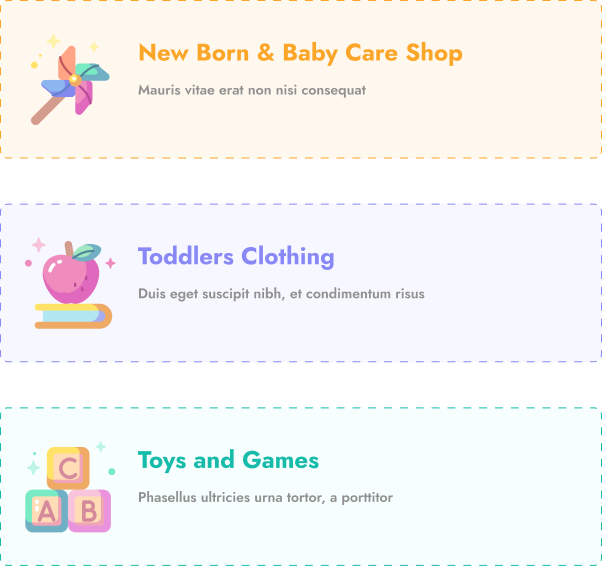 New Born & Baby Care Shop
Mauris vitae erat non nisi consequat
Toddlers Clothing
Duis eget suscipit nibh, et condimentum risus
C
A B
Toys and Games
Phasellus ultricies urna tortor, a porttitor